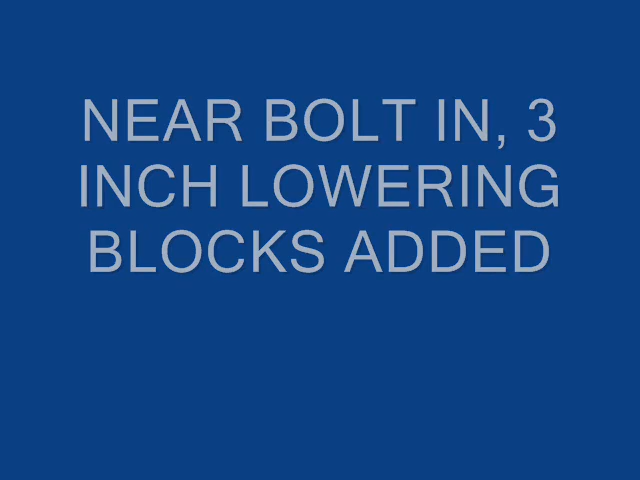 NEAR BOLT IN, 3
INCH LOWERING
BLOCKS ADDED